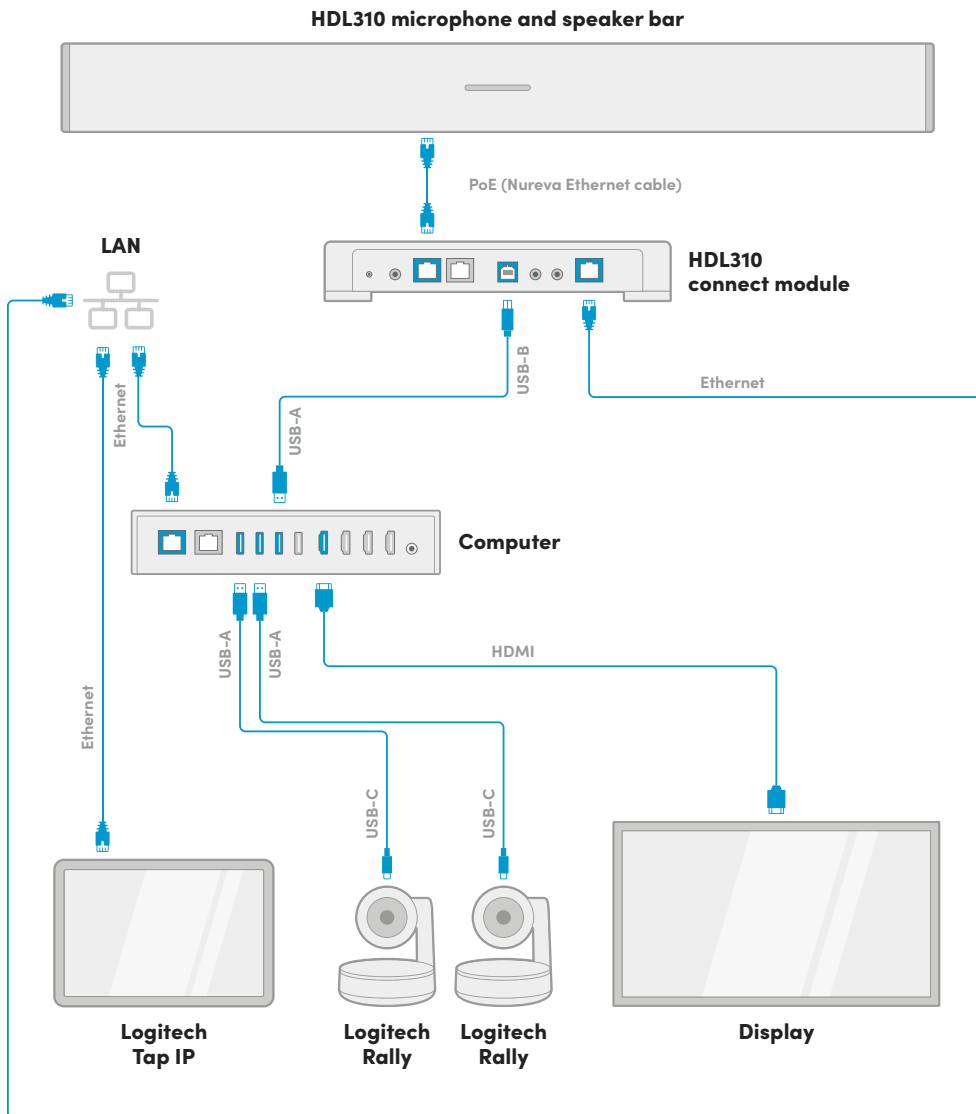 HDL310 microphone and speaker bar
PoE (Nureva Ethernet cable)
LAN
HDL310
connect module
USB-B
Ethernet
Ethernet
USB-A
Computer
USB-A
USB-A
HDMI
Ethernet
USB-C
USB-C
Logitech
Tap IP
Logitech
Rally
Logitech
Rally
Display